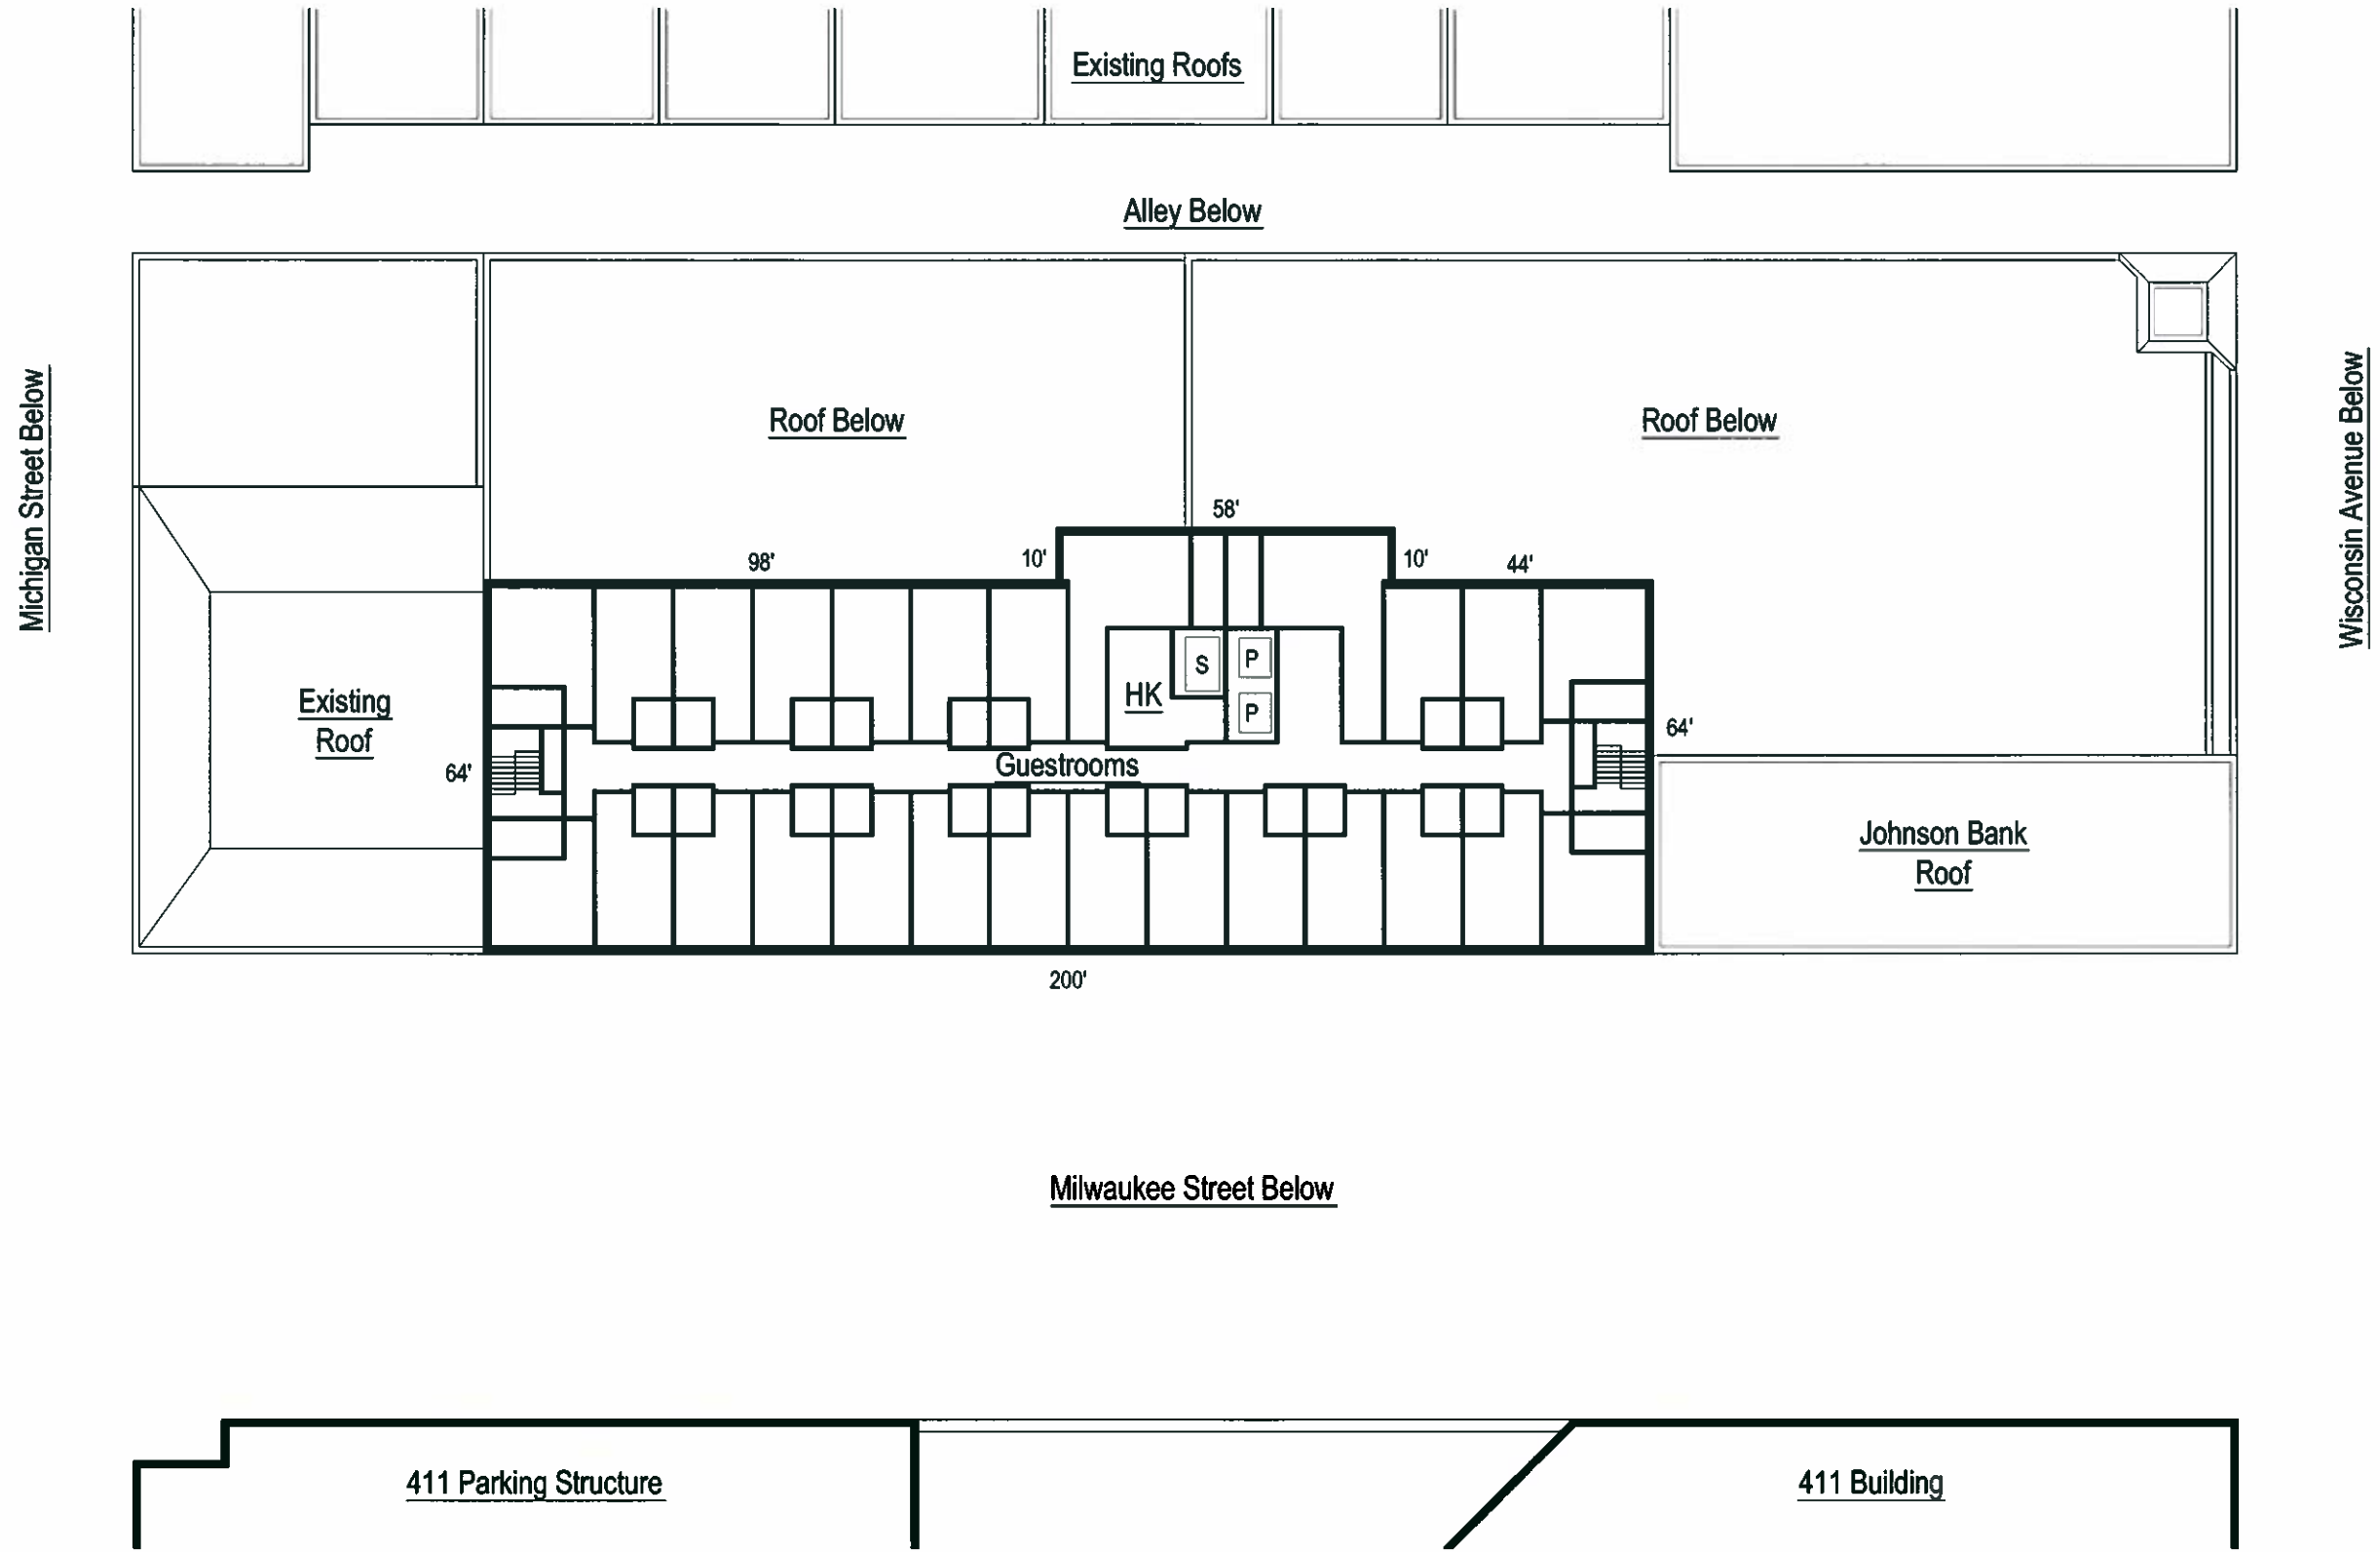 Existing Roofs
Alley Below
Michigan Street Below
Wisconsin Avenue Below
Roof Below
Roof Below
58'
98'
10'
10'
44'
S
P
HK
P
Existing
Roof
64'
64'
Guestrooms
Johnson Bank
Roof
200'
Milwaukee Street Below
411 Parking Structure
411 Building